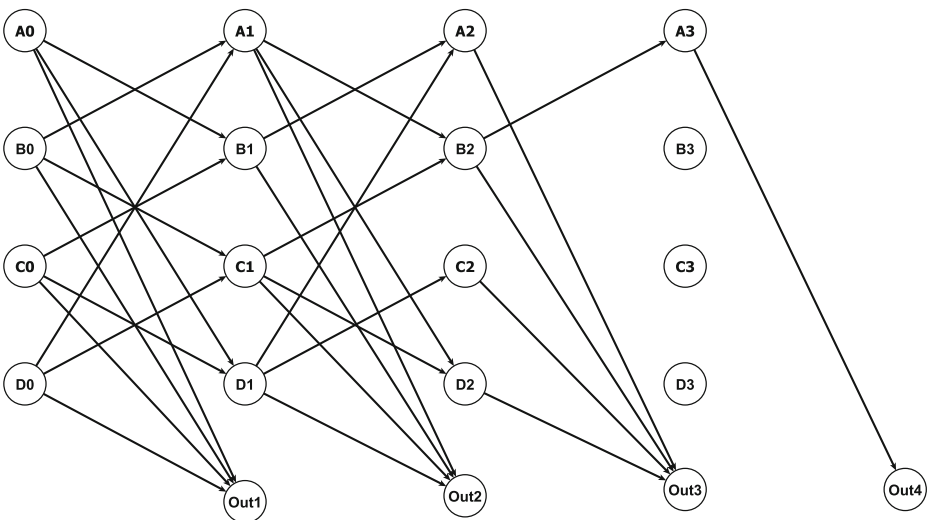 A0 A1 A2 A3
B0 B1 B2 B3
C0 C1 C2 C3
D0 D1 D2 D3
Out1 Out2 Out3 Out4